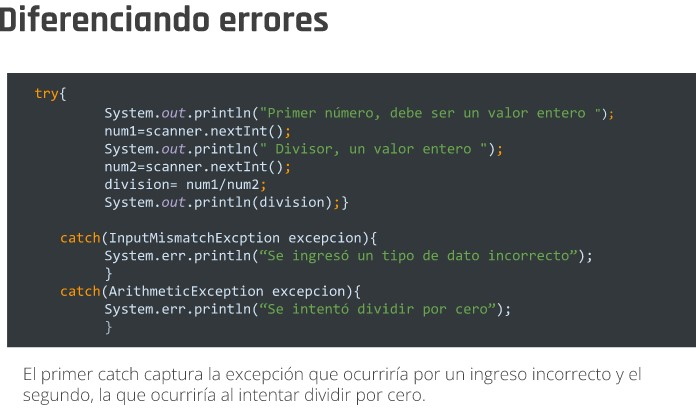 Diferenciando errores
try{
System.out.println("Primer número, debe ser un valor entero ");
num1=scanner.nextInt();
System.out.println(" Divisor, un valor entero ");
num2=scanner.nextInt();
division= num1/num2;
System.out.println(division);}
catch(InputMismatchExcption excepcion){
System.err.println(“Se ingresó un tipo de dato incorrecto”);
}
catch(ArithmeticException excepcion){
System.err.println(“Se intentó dividir por cero”);
}
El primer catch captura la excepción que ocurriría por un ingreso incorrecto y el
segundo, la que ocurriría al intentar dividir por cero.